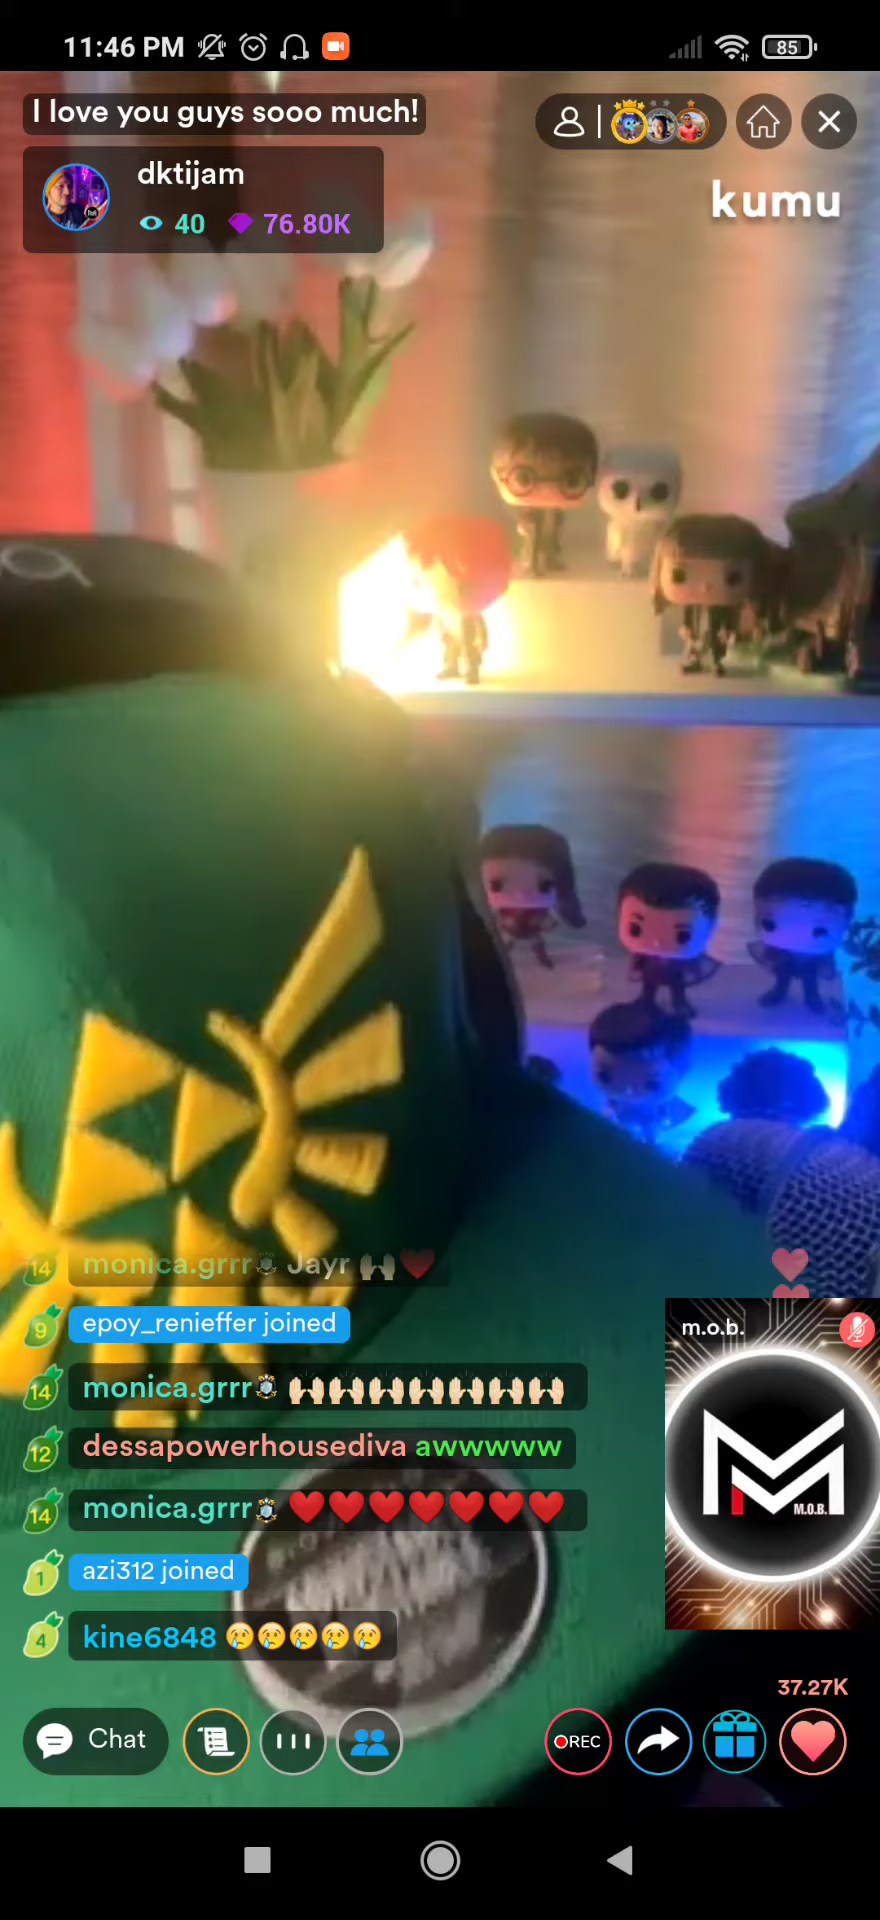 11:46 PM
85
I love you guys sooo much!
dktijam
40 76.80K
kumu
14 monica.grrr Jayr 🙌🏻❤️
9 epoy_renieffer joined
m.o.b.
14 monica.grrr 🙌🏻🙌🏻🙌🏻🙌🏻🙌🏻🙌🏻🙌🏻
12 dessapowerhousediva awwwww
M.O.B.
14 monica.grrr ❤️❤️❤️❤️❤️❤️❤️
1 azi312 joined
4 kine6848 😢😢😢😢😢
37.27K
Chat
REC